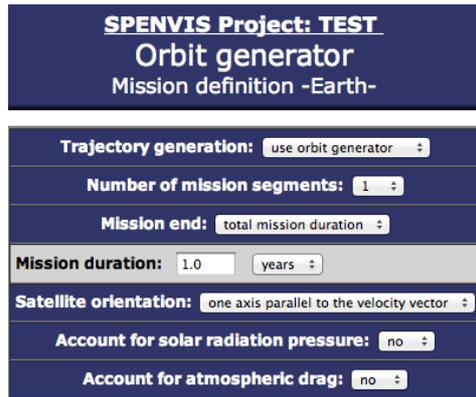 SPENVIS Project: TEST
Orbit generator
Mission definition -Earth-
Trajectory generation: use orbit generator
Number of mission segments: 1
Mission end: total mission duration
Mission duration: 1.0 years
Satellite orientation: one axis parallel to the velocity vector
Account for solar radiation pressure: no
Account for atmospheric drag: no